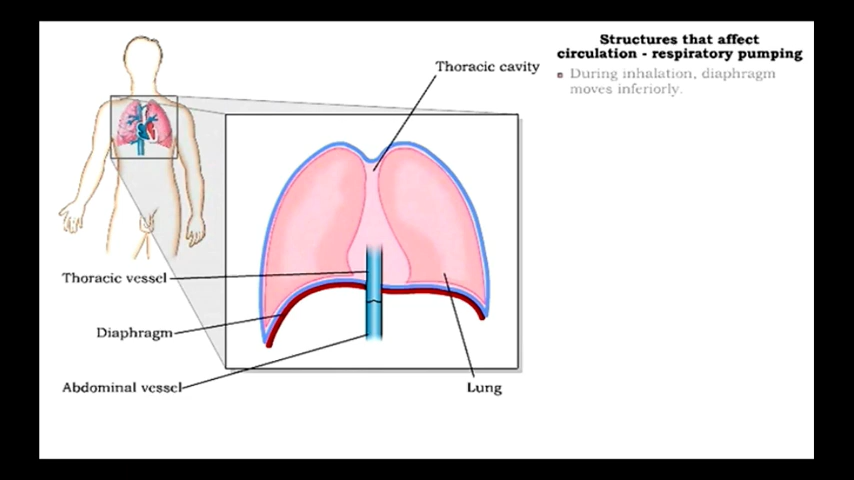 Structures that affect
circulation - respiratory pumping
During inhalation, diaphragm
moves inferiorly.
Thoracic cavity
Thoracic vessel
Diaphragm
Abdominal vessel
Lung